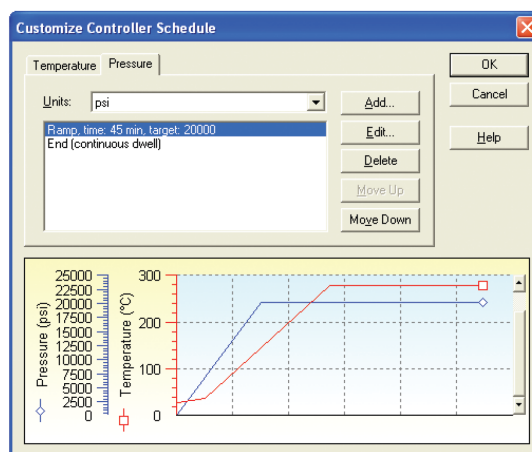 Customize Controller Schedule
Temperature Pressure
Units: psi
Ramp, time: 45 min, target: 20000
End (continuous dwell)
Add...
Edit...
Delete
Move Up
Move Down
OK
Cancel
Help
Pressure (psi)
25000
22500
20000
17500
15000
12500
10000
7500
5000
2500
0
Temperature (°C)
300
200
100
0